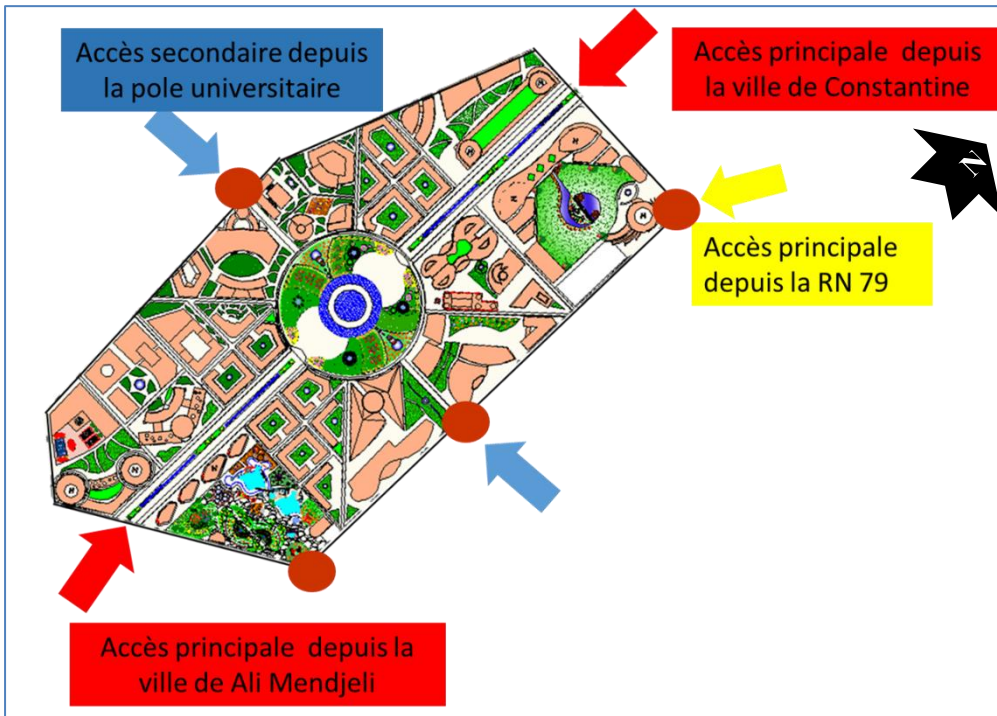 Accès secondaire depuis
la pole universitaire
Accès principale depuis
la ville de Constantine
N
Accès principale
depuis la RN 79
Accès principale depuis la
ville de Ali Mendjeli
H
H
H
H